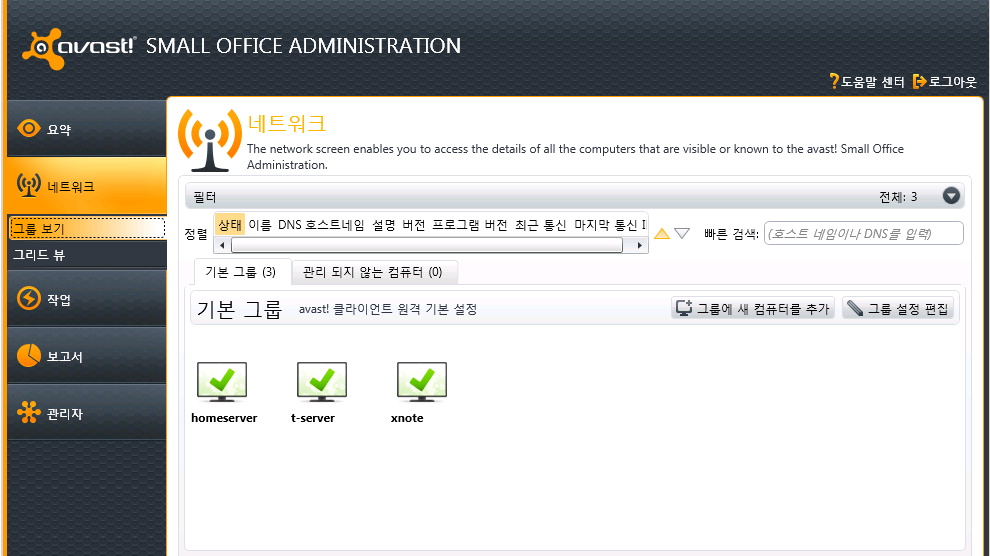 avast! SMALL OFFICE ADMINISTRATION
?도움말 센터 로그아웃
요약
네트워크
그룹 보기
그리드 뷰
작업
보고서
관리자
네트워크
The network screen enables you to access the details of all the computers that are visible or known to the avast! Small Office
Administration.
필터 전체: 3
정렬 상태 이름 DNS 호스트네임 설명 버전 프로그램 버전 최근 통신 마지막 통신 I 빠른 검색: (호스트 네임이나 DNS를 입력)
기본 그룹 (3) 관리 되지 않는 컴퓨터 (0)
기본 그룹 avast! 클라이언트 원격 기본 설정 그룹에 새 컴퓨터를 추가 그룹 설정 편집
homeserver t-server xnote